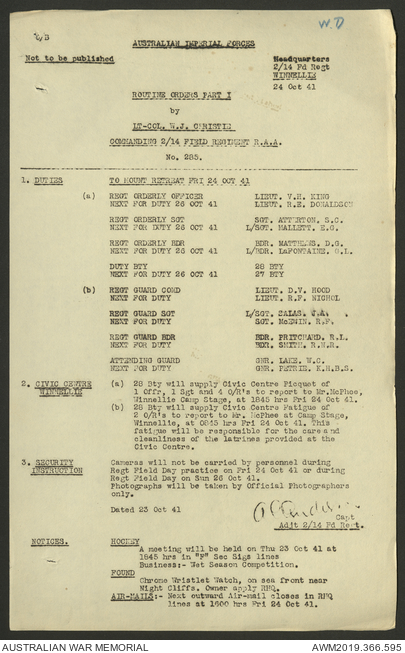 W.D
2/B
AUSTRALIAN IMPERIAL FORCES
Not to be published
Headquarters
2/14 Fd Regt
WINNELLIE
24 Oct 41
ROUTINE ORDERS PART I
by
LT-COL. W.J. CHRISTIE
COMMANDING 2/14 FIELD REGIMENT R.A.A.
No. 285.
1. DUTIES TO MOUNT RETREAT FRI 24 OCT 41
(a) REGT ORDERLY OFFICER LIEUT. V.H. KING
NEXT FOR DUTY 25 OCT 41 LIEUT. R.E. DONALDSON
REGT ORDERLY SGT SGT. ATTERTON, S.C.
NEXT FOR DUTY 26 OCT 41 L/SGT. MALLETT, E.G.
REGT ORDERLY BDR BDR. MATTHEWS, D.G.
NEXT FOR DUTY 26 OCT 41 L/BDR. LaFONTAINE, S.L.
DUTY BTY 28 BTY
NEXT FOR DUTY 26 OCT 41 27 BTY
(b) REGT GUARD COMD LIEUT. D.V. HOOD
NEXT FOR DUTY LIEUT. R.F. NICHOL
REGT GUARD SGT L/SGT. SALAS,
NEXT FOR DUTY SGT. McEWIN, R.F.
REGT GUARD BDR BDR. PRITCHARD, R.L.
NEXT FOR DUTY BDR. SMITH, R.W.R.
ATTENDING GUARD GNR. LAKE, W.C.
NEXT FOR DUTY GNR. PETRIE, K.H.B.S.
2. CIVIC CENTRE (a) 28 Bty will supply Civic Centre Picquet of
WINNELLIE 1 Offr, 1 Sgt and 4 O/R's to report to Mr.McPhee,
Winnellie Camp Stage, at 1845 hrs Fri 24 Oct 41.
(b) 28 Bty will supply Civic Centre Fatigue of
2 O/R's to report to Mr. McPhee at Camp Stage,
Winnellie, at 0845 hrs Fri 24 Oct 41. This
fatigue will be responsible for the care and
cleanliness of the latrines provided at the
Civic Centre.
3. SECURITY Cameras will not be carried by personnel during
INSTRUCTION Regt Field Day practice on Fri 24 Oct 41 or during
Regt Field Day on Sun 26 Oct 41.
Photographs will be taken by Official Photographers
only.
Dated 23 Oct 41
Capt
Adjt 2/14 Fd Regt.
NOTICES. HOCKEY
A meeting will be held on Thu 23 Oct 41 at
1845 hrs in "F" Sec Sigs lines
Business:- Wet Season Competition.
FOUND
Chrome Wristlet Watch, on sea front near
Night Cliffs. Owner apply RHQ.
AIR-MAILS:- Next outward Air-mail closes in RHQ
lines at 1600 hrs Fri 24 Oct 41.
AUSTRALIAN WAR MEMORIAL AWM2019.366.595